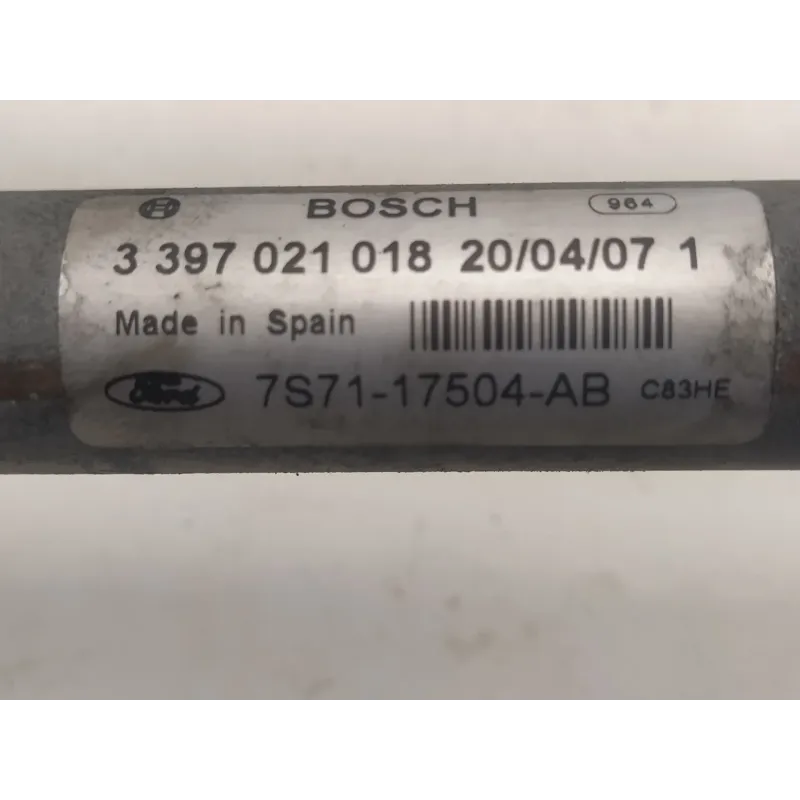 BOSCH 964
3 397 021 018 20/04/07 1
Made in Spain
Ford 7S71-17504-AB C83HE